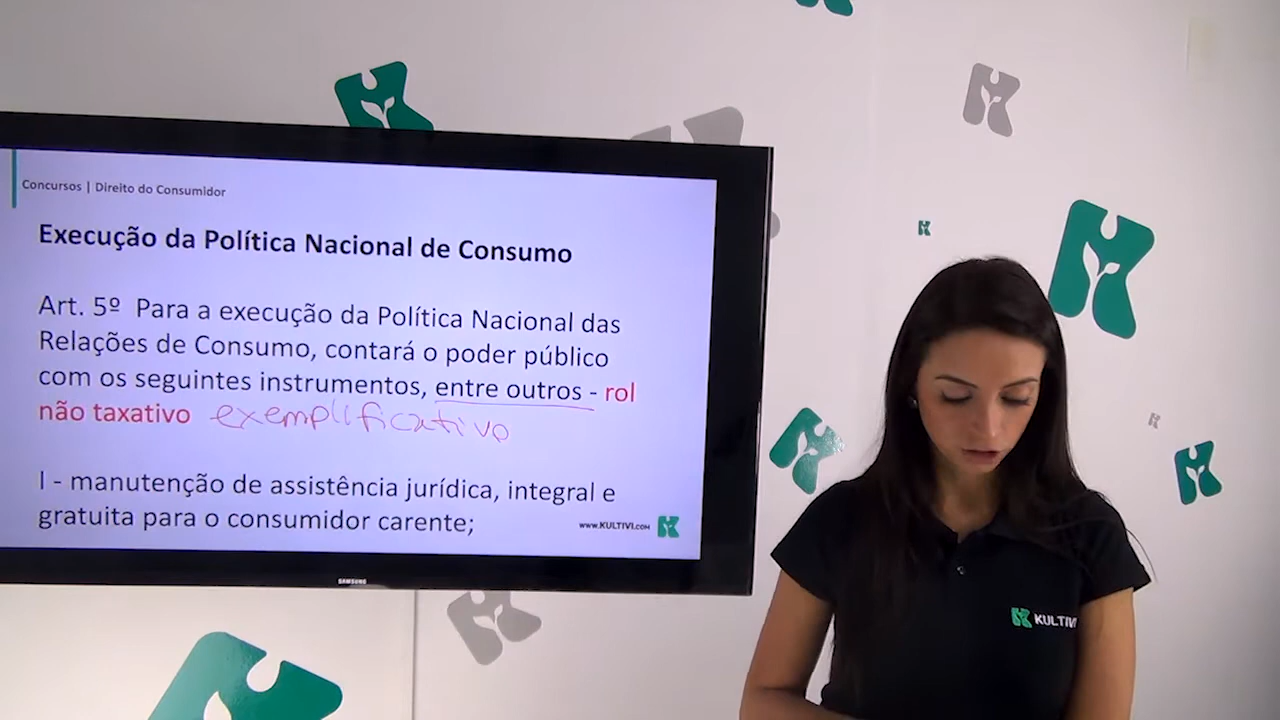 Concursos | Direito do Consumidor
Execução da Política Nacional de Consumo
Art. 5º Para a execução da Política Nacional das
Relações de Consumo, contará o poder público
com os seguintes instrumentos, entre outros - rol
não taxativo exemplificativo
I - manutenção de assistência jurídica, integral e
gratuita para o consumidor carente;
www.KULTIVI.COM
SAMSUNG
KULTIVI